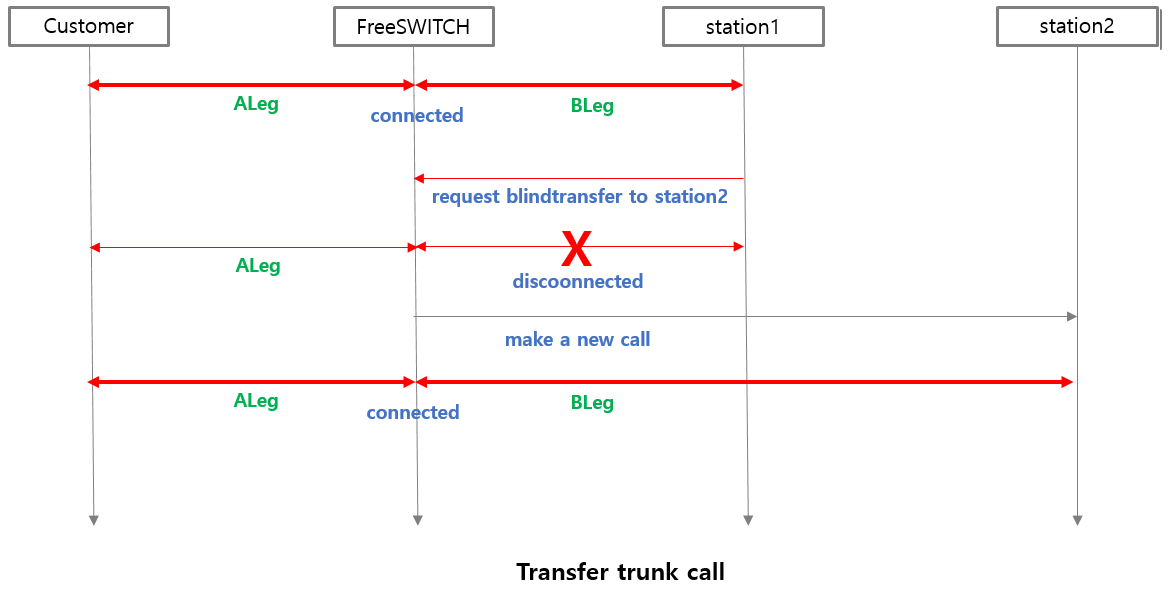 Customer
FreeSWITCH
station1
station2
ALeg
BLeg
connected
request blindtransfer to station2
X
ALeg
discoonnected
make a new call
ALeg
BLeg
connected
Transfer trunk call